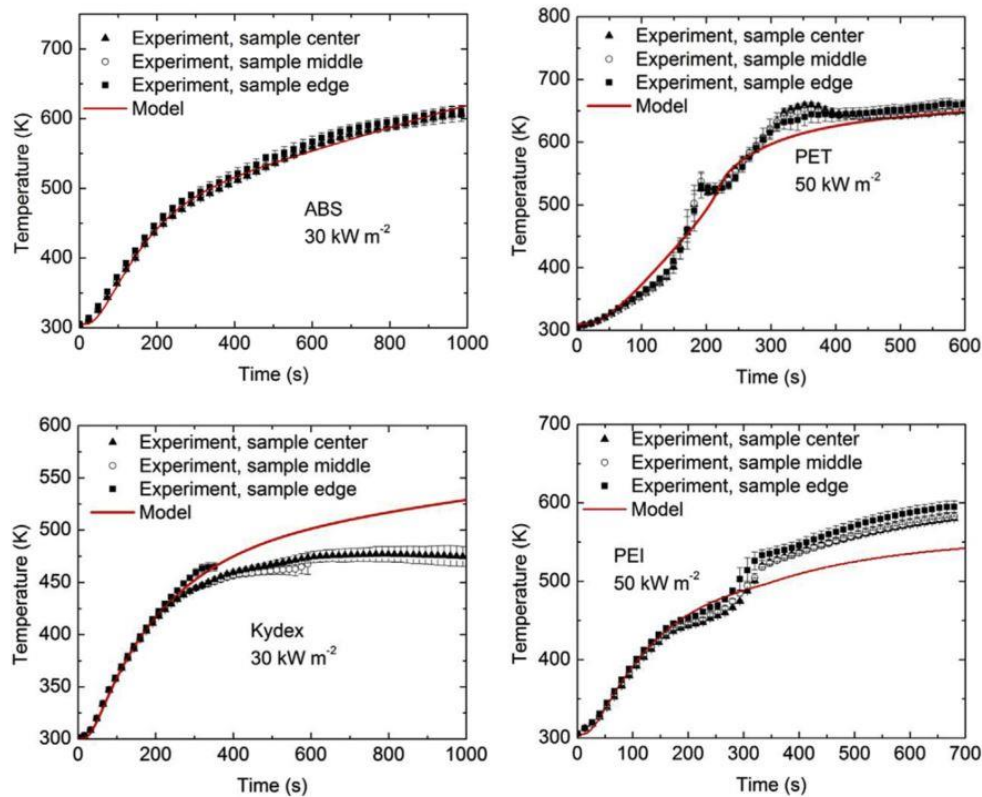 Experiment, sample center
Experiment, sample middle
Experiment, sample edge
Model
ABS
30 kW m⁻²
Temperature (K)
700
600
500
400
300
0 200 400 600 800 1000
Time (s)
Experiment, sample center
Experiment, sample middle
Experiment, sample edge
Model
PET
50 kW m⁻²
Temperature (K)
800
700
600
500
400
300
0 100 200 300 400 500 600
Time (s)
Experiment, sample center
Experiment, sample middle
Experiment, sample edge
Model
Kydex
30 kW m⁻²
Temperature (K)
600
550
500
450
400
350
300
0 200 400 600 800 1000
Time (s)
Experiment, sample center
Experiment, sample middle
Experiment, sample edge
Model
PEI
50 kW m⁻²
Temperature (K)
700
600
500
400
300
0 100 200 300 400 500 600 700
Time (s)